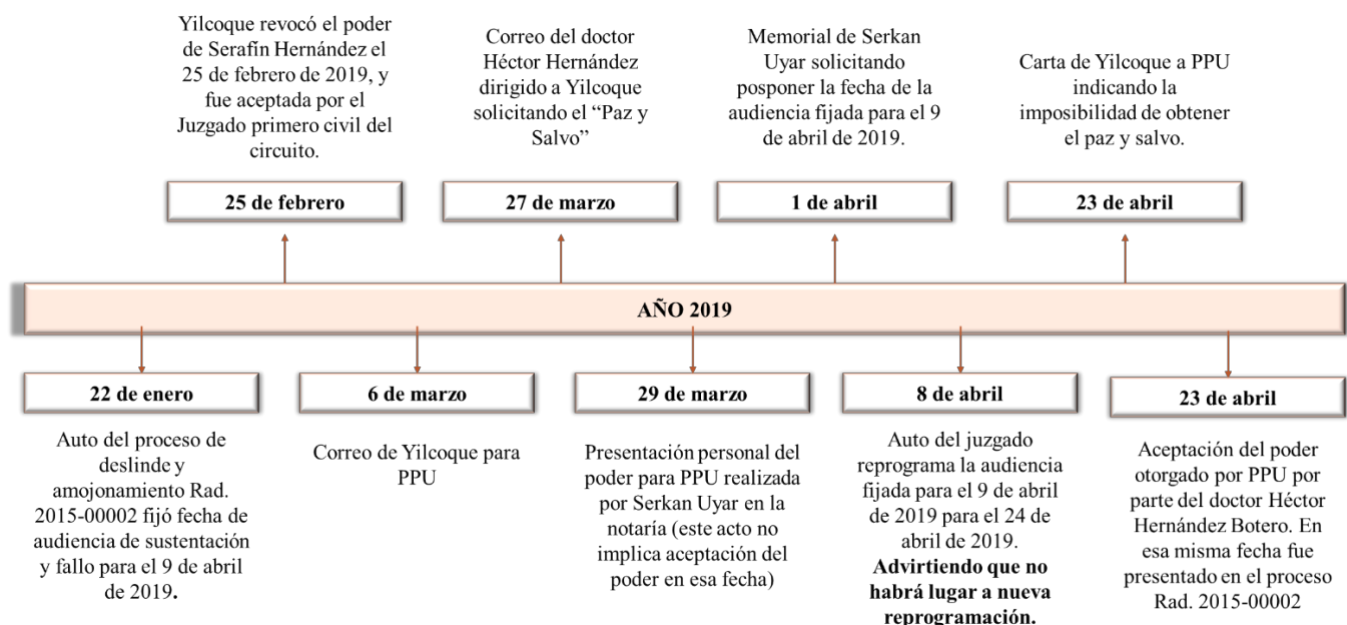 Yilcoque revocó el poder
de Serafín Hernández el
25 de febrero de 2019, y
fue aceptada por el
Juzgado primero civil del
circuito.
25 de febrero
Correo del doctor
Héctor Hernández
dirigido a Yilcoque
solicitando el “Paz y
Salvo”
27 de marzo
Memorial de Serkan
Uyar solicitando
posponer la fecha de la
audiencia fijada para el 9
de abril de 2019.
1 de abril
Carta de Yilcoque a PPU
indicando la
imposibilidad de obtener
el paz y salvo.
23 de abril
AÑO 2019
22 de enero
Auto del proceso de
deslinde y
amojonamiento Rad.
2015-00002 fijó fecha de
audiencia de sustentación
y fallo para el 9 de abril
de 2019.
6 de marzo
Correo de Yilcoque para
PPU
29 de marzo
Presentación personal del
poder para PPU realizada
por Serkan Uyar en la
notaría (este acto no
implica aceptación del
poder en esa fecha)
8 de abril
Auto del juzgado
reprograma la audiencia
fijada para el 9 de abril
de 2019 para el 24 de
abril de 2019.
Advirtiendo que no
habrá lugar a nueva
reprogramación.
23 de abril
Aceptación del poder
otorgado por PPU por
parte del doctor Héctor
Hernández Botero. En
esa misma fecha fue
presentado en el proceso
Rad. 2015-00002